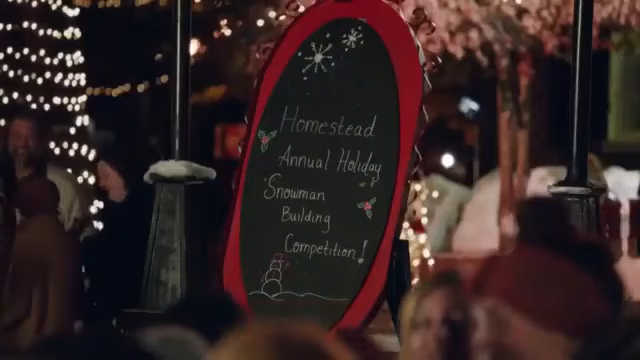 Homestead
Annual Holiday
Snowman
Building
Competition!